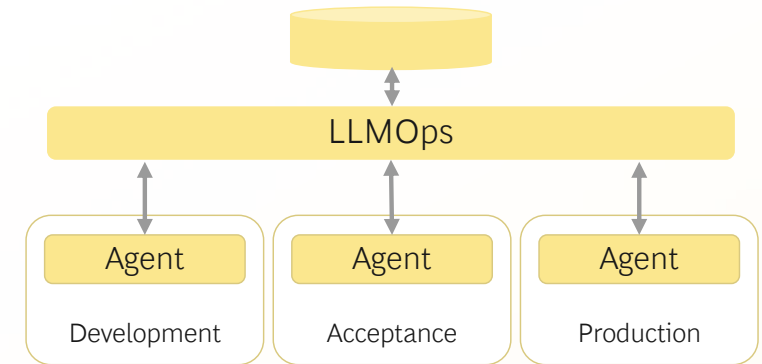 LLMOps
Agent
Agent
Agent
Development
Acceptance
Production